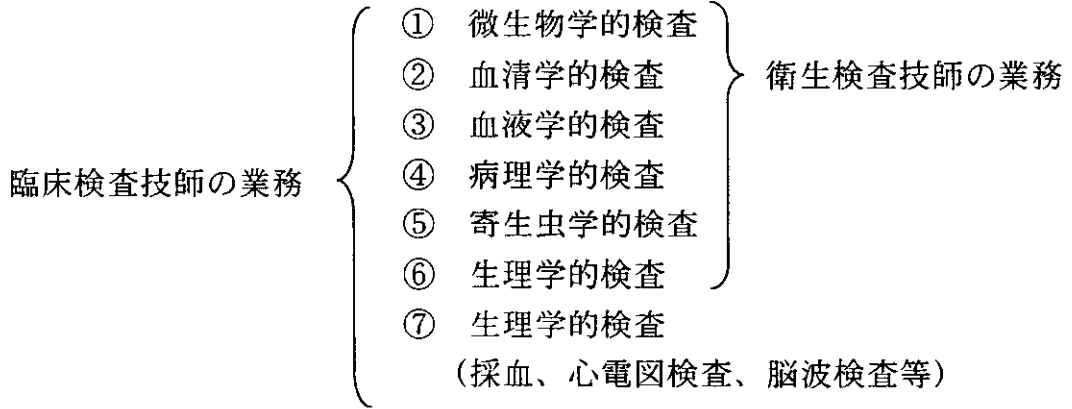 ① 微生物学的検査
② 血清学的検査
衛生検査技師の業務
③ 血液学的検査
臨床検査技師の業務
④ 病理学的検査
⑤ 寄生虫学的検査
⑥ 生理学的検査
⑦ 生理学的検査
（採血、心電図検査、脳波検査等）